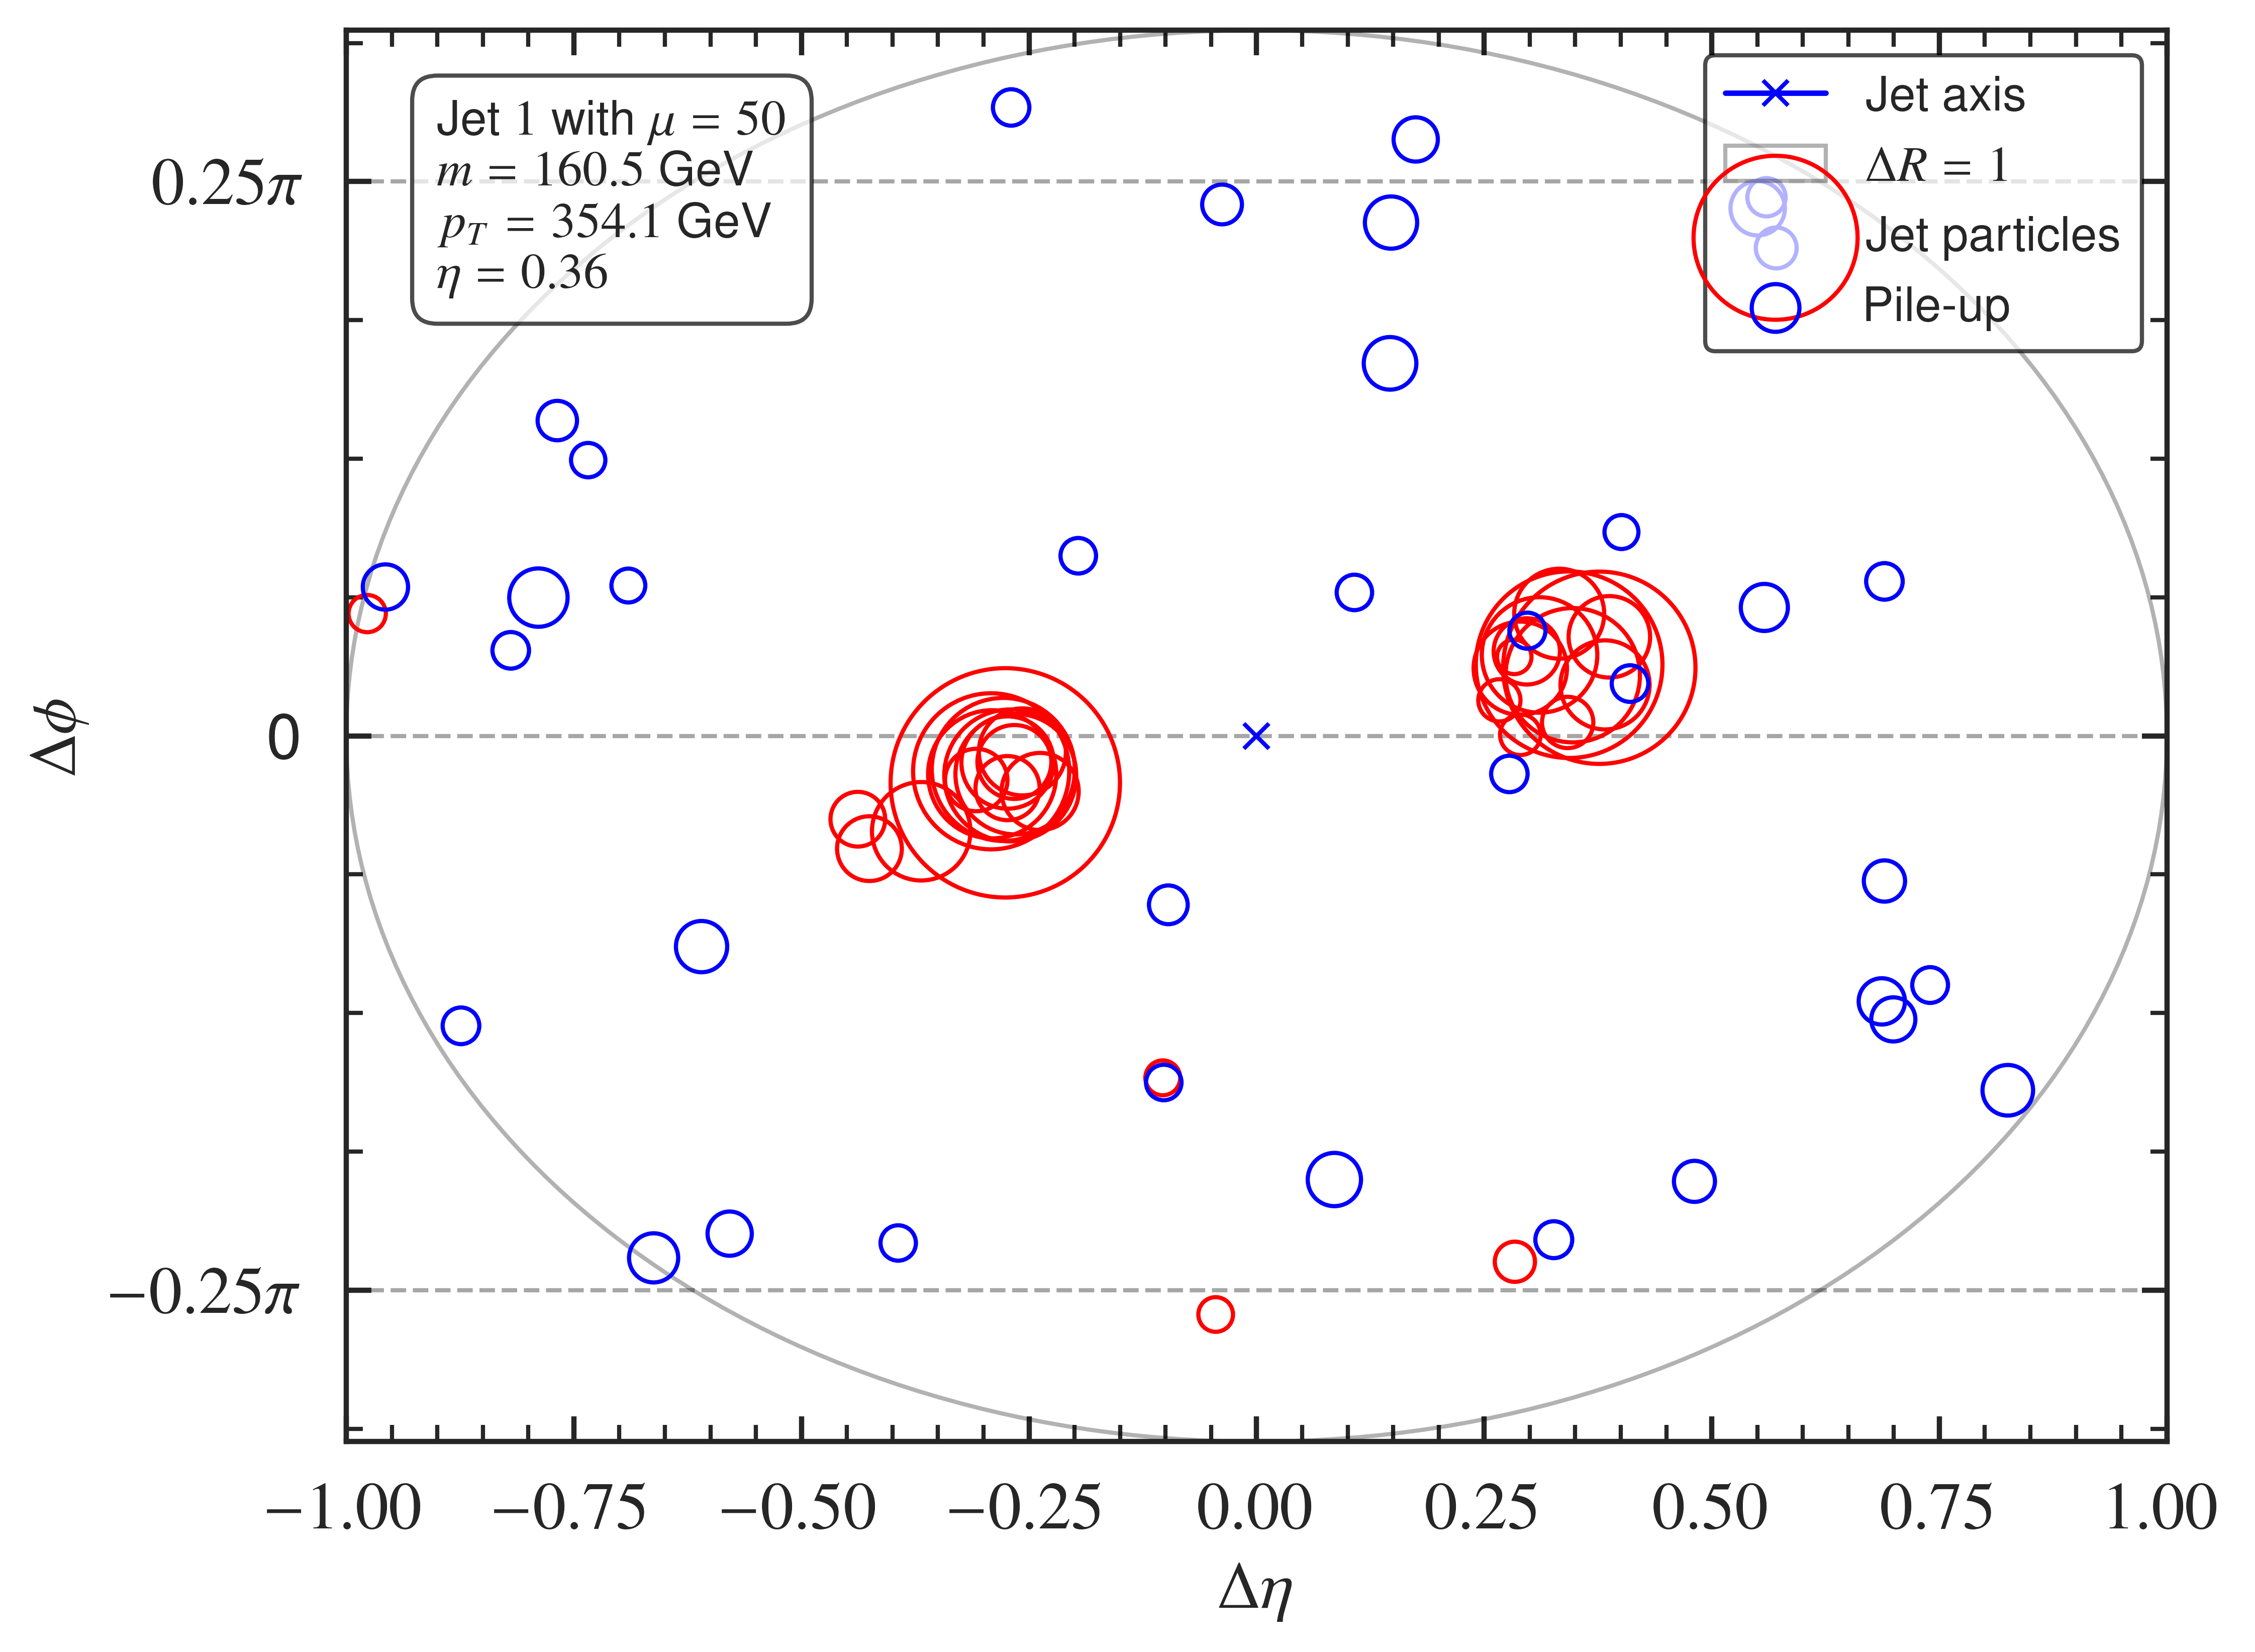 Jet 1 with μ = 50
m = 160.5 GeV
p_T = 354.1 GeV
η = 0.36
Jet axis
ΔR = 1
Jet particles
Pile-up
0.25π
0
−0.25π
Δϕ
−1.00 −0.75 −0.50 −0.25 0.00 0.25 0.50 0.75 1.00
Δη